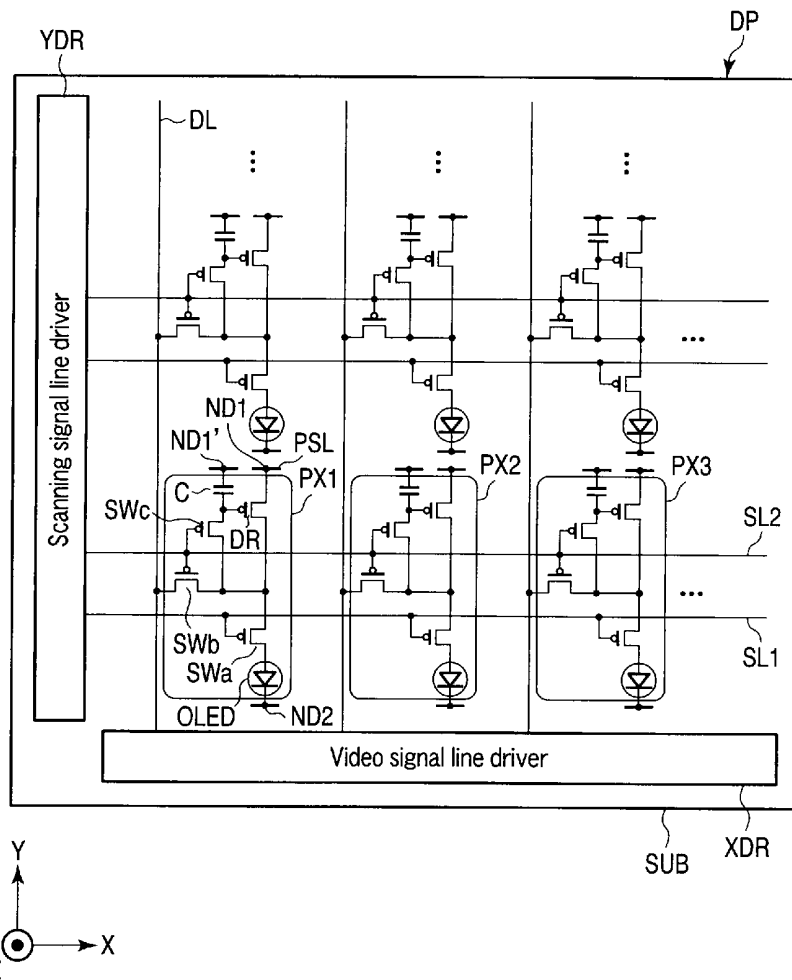 YDR
DP
DL
Scanning signal line driver
ND1
ND1'
PSL
PX1
PX2
PX3
C
SWc
DR
SL2
SWb
SWa
SL1
OLED
ND2
Video signal line driver
SUB
XDR
Y
X